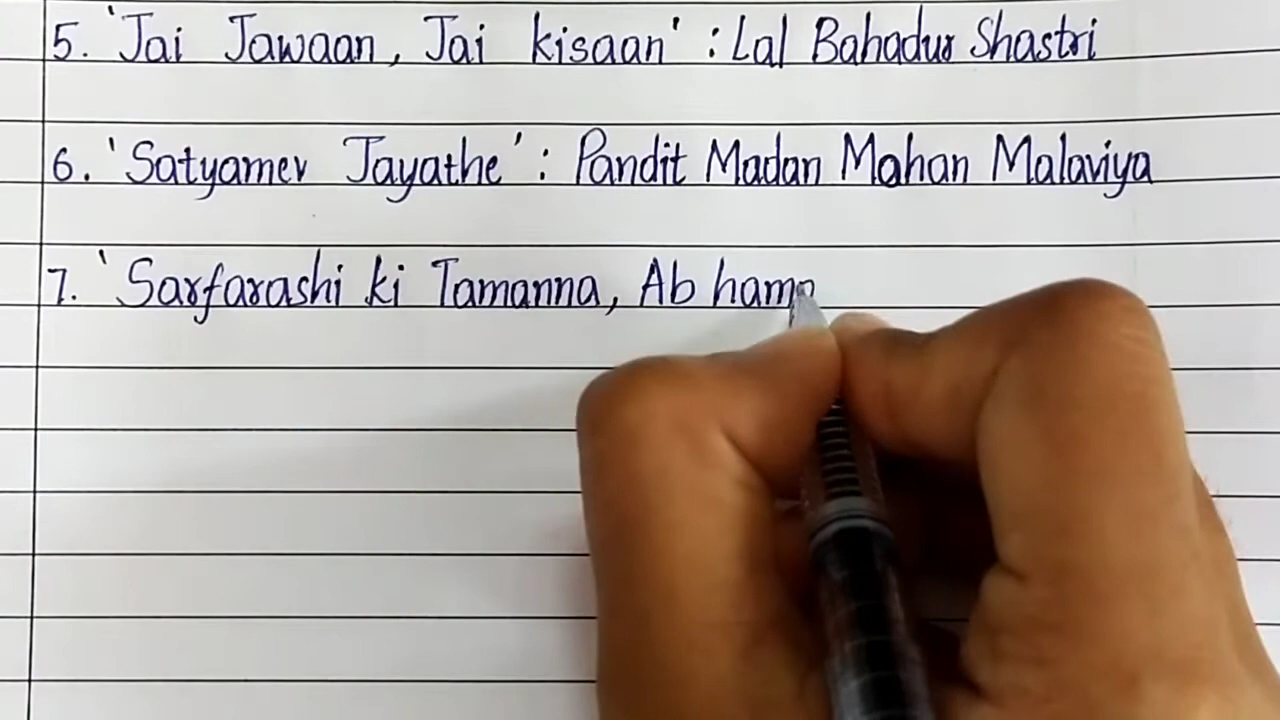 5. 'Jai Jawaan, Jai kisaan' : Lal Bahadur Shastri
6. 'Satyamev Jayathe' : Pandit Madan Mohan Malaviya
7. 'Sarfarashi ki Tamanna, Ab